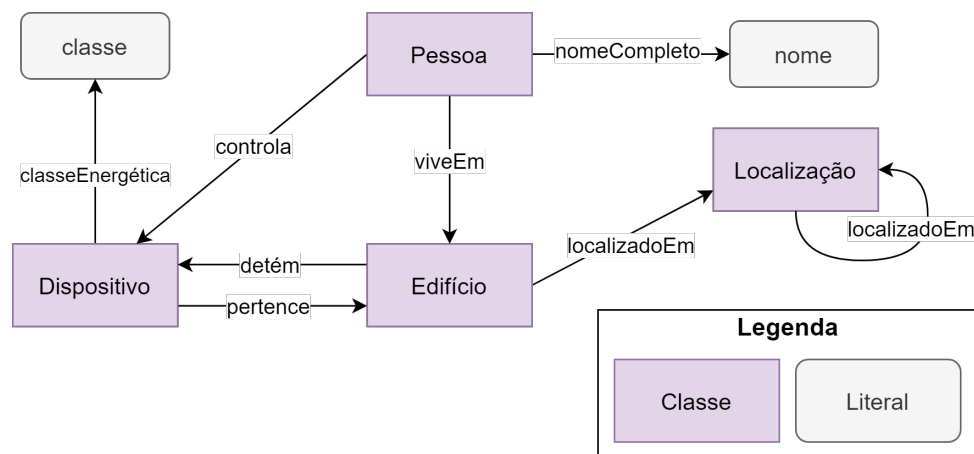 classe
Pessoa
nomeCompleto
nome
controla
viveEm
classeEnergética
Localização
localizadoEm
localizadoEm
Dispositivo
detém
pertence
Edifício
Legenda
Classe
Literal